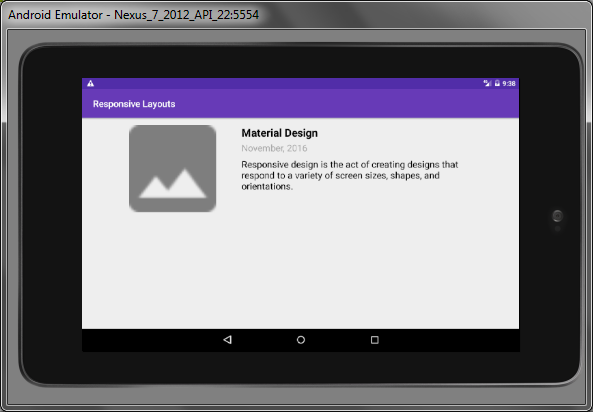 Android Emulator - Nexus_7_2012_API_22:5554
9:38
Responsive Layouts
Material Design
November, 2016
Responsive design is the act of creating designs that
respond to a variety of screen sizes, shapes, and
orientations.